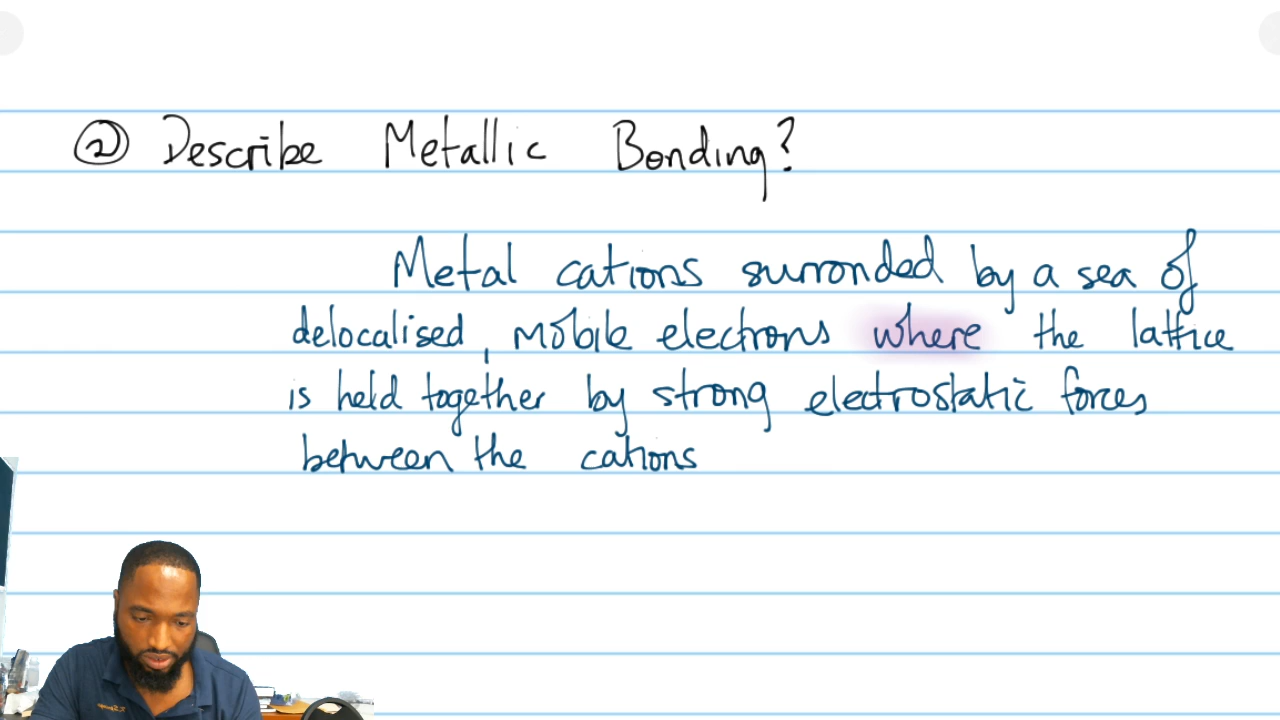 ② Describe Metallic Bonding?
Metal cations surronded by a sea of
delocalised, mobile electrons where the lattice
is held together by strong electrostatic forces
between the cations